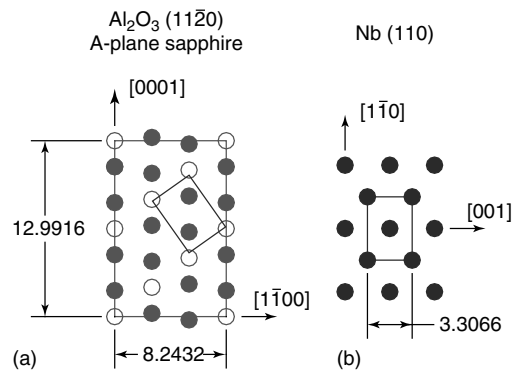 Al₂O₃ (112̄0)
A-plane sapphire
Nb (110)
[0001]
[11̄0]
12.9916
[001]
[11̄00]
3.3066
(a)
8.2432
(b)